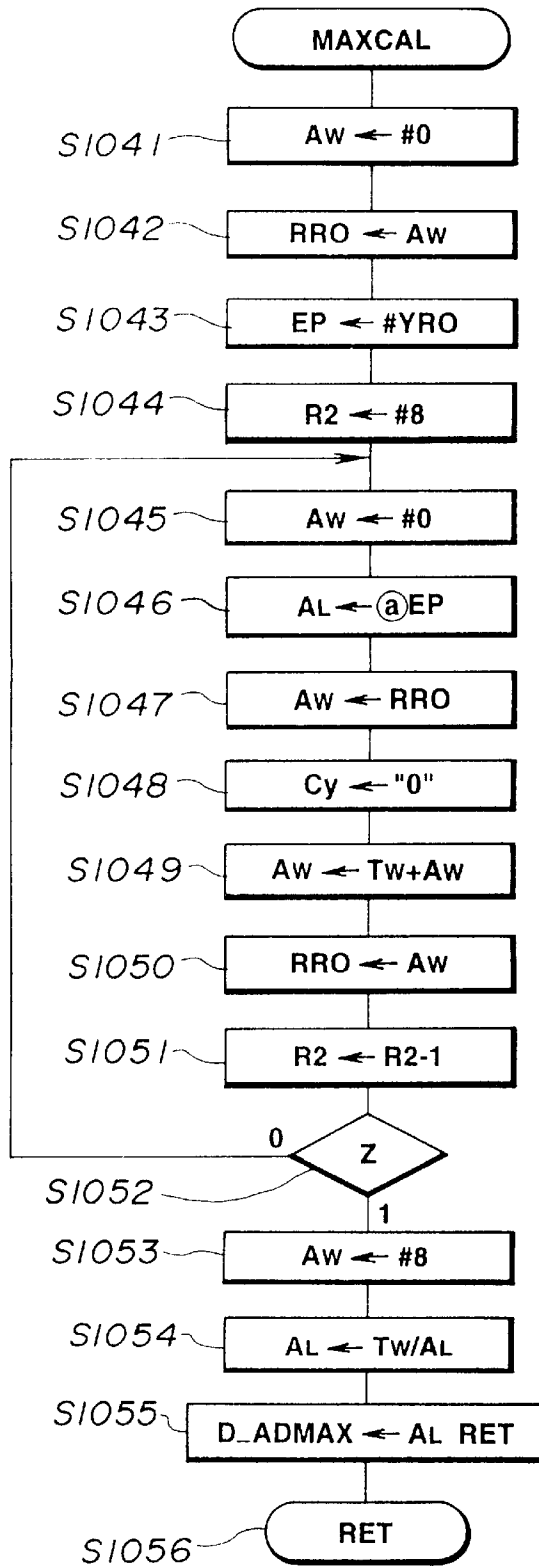 MAXCAL
S1041 AW ← #0
S1042 RRO ← AW
S1043 EP ← #YRO
S1044 R2 ← #8
S1045 AW ← #0
S1046 AL ← ⓐEP
S1047 AW ← RRO
S1048 Cy ← "0"
S1049 AW ← TW+AW
S1050 RRO ← AW
S1051 R2 ← R2-1
0 Z
S1052
1
S1053 AW ← #8
S1054 AL ← TW/AL
S1055 D_ADMAX ← AL RET
S1056 RET